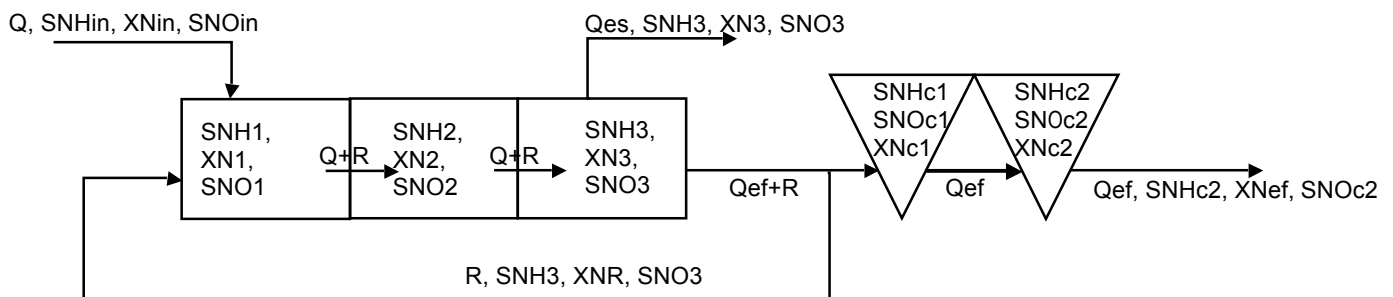 Q, SNHin, XNin, SNOin
Qes, SNH3, XN3, SNO3
SNH1,
XN1,
SNO1
Q+R
SNH2,
XN2,
SNO2
Q+R
SNH3,
XN3,
SNO3
Qef+R
SNHc1
SNOc1
XNc1
Qef
SNHc2
SN0c2
XNc2
Qef, SNHc2, XNef, SNOc2
R, SNH3, XNR, SNO3